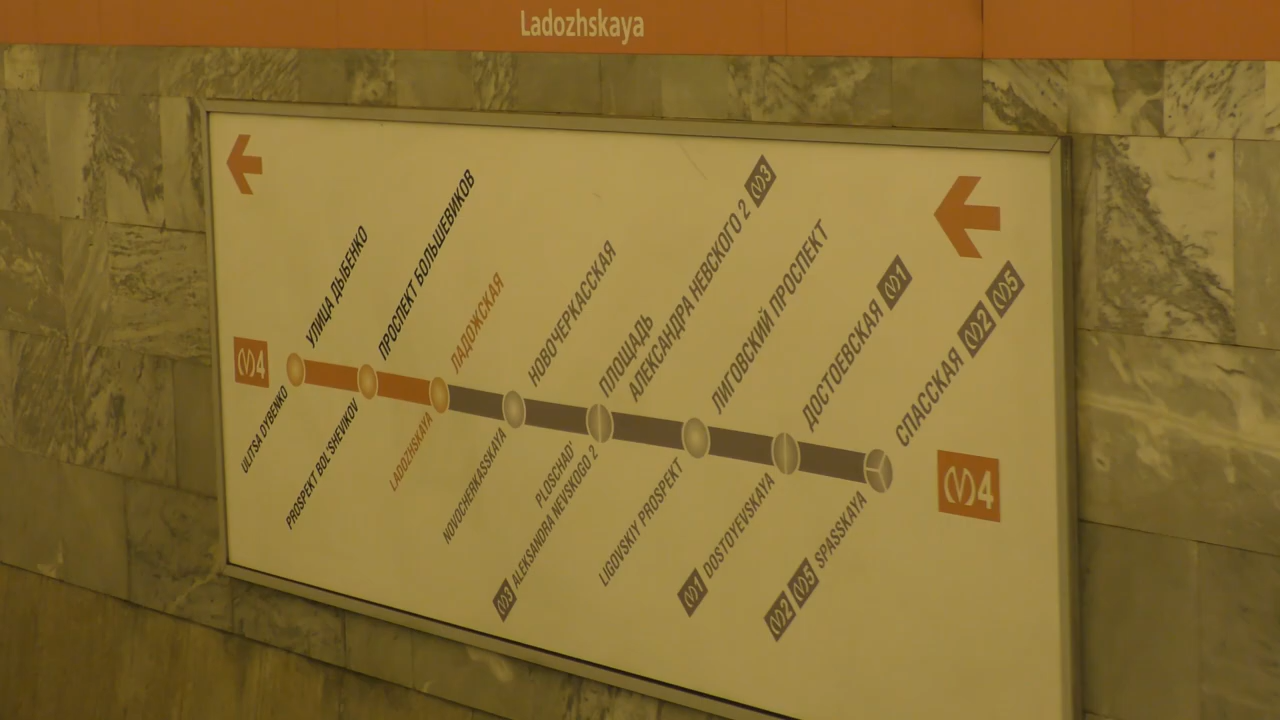 Ladozhskaya
УЛИЦА ДЫБЕНКО
ПРОСПЕКТ БОЛЬШЕВИКОВ
ЛАДОЖСКАЯ
НОВОЧЕРКАССКАЯ
ПЛОЩАДЬ
АЛЕКСАНДРА НЕВСКОГО 2 М3
ЛИГОВСКИЙ ПРОСПЕКТ
ДОСТОЕВСКАЯ М1
СПАССКАЯ М2 М5
М4
ULITSA DYBENKO
PROSPEKT BOL'SHEVIKOV
LADOZHSKAYA
NOVOCHERKASSKAYA
PLOSCHAD'
М3 ALEKSANDRA NEVSKOGO 2
LIGOVSKIY PROSPEKT
М1 DOSTOYEVSKAYA
М2 М5 SPASSKAYA
М4